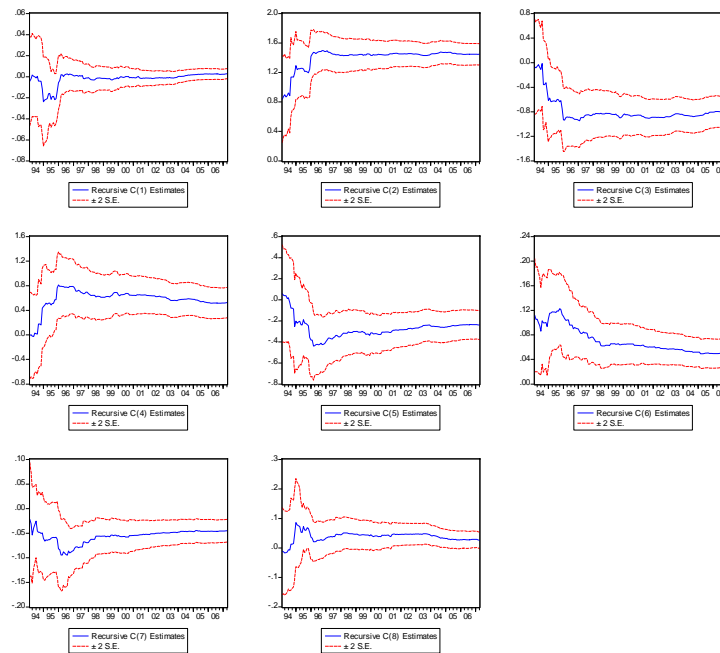 .06
.04
.02
.00
-.02
-.04
-.06
-.08
94 95 96 97 98 99 00 01 02 03 04 05 06
Recursive C(1) Estimates
± 2 S.E.
2.0
1.6
1.2
0.8
0.4
0.0
94 95 96 97 98 99 00 01 02 03 04 05 06
Recursive C(2) Estimates
± 2 S.E.
0.8
0.4
0.0
-0.4
-0.8
-1.2
-1.6
94 95 96 97 98 99 00 01 02 03 04 05
Recursive C(3) Estimates
± 2 S.E.
1.6
1.2
0.8
0.4
0.0
-0.4
-0.8
94 95 96 97 98 99 00 01 02 03 04 05 06
Recursive C(4) Estimates
± 2 S.E.
.6
.4
.2
.0
-.2
-.4
-.6
-.8
94 95 96 97 98 99 00 01 02 03 04 05 06
Recursive C(5) Estimates
± 2 S.E.
.24
.20
.16
.12
.08
.04
.00
94 95 96 97 98 99 00 01 02 03 04 05
Recursive C(6) Estimates
± 2 S.E.
.10
.05
.00
-.05
-.10
-.15
-.20
94 95 96 97 98 99 00 01 02 03 04 05 06
Recursive C(7) Estimates
± 2 S.E.
.3
.2
.1
.0
-.1
-.2
94 95 96 97 98 99 00 01 02 03 04 05 06
Recursive C(8) Estimates
± 2 S.E.